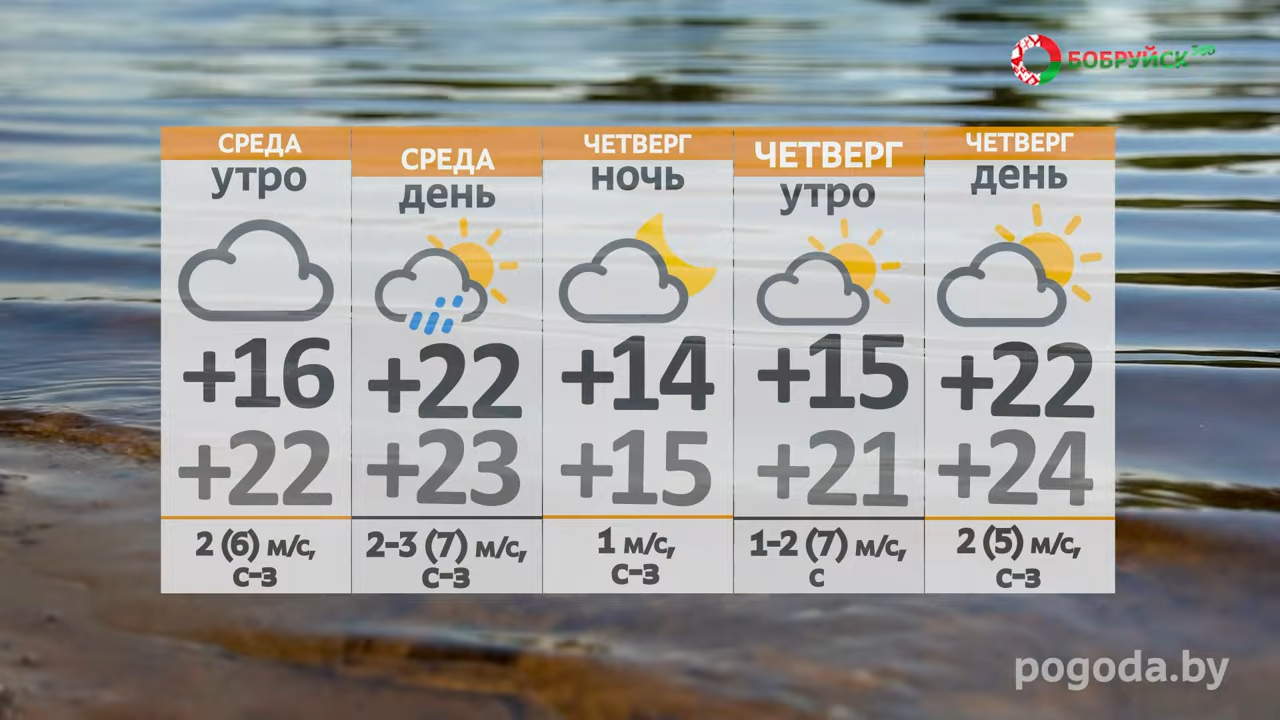 БОБРУЙСК 360
СРЕДА
утро
+16
+22
2 (6) м/с,
с-з
СРЕДА
день
+22
+23
2-3 (7) м/с,
с-з
ЧЕТВЕРГ
ночь
+14
+15
1 м/с,
с-з
ЧЕТВЕРГ
утро
+15
+21
1-2 (7) м/с,
с
ЧЕТВЕРГ
день
+22
+24
2 (5) м/с,
с-з
pogoda.by